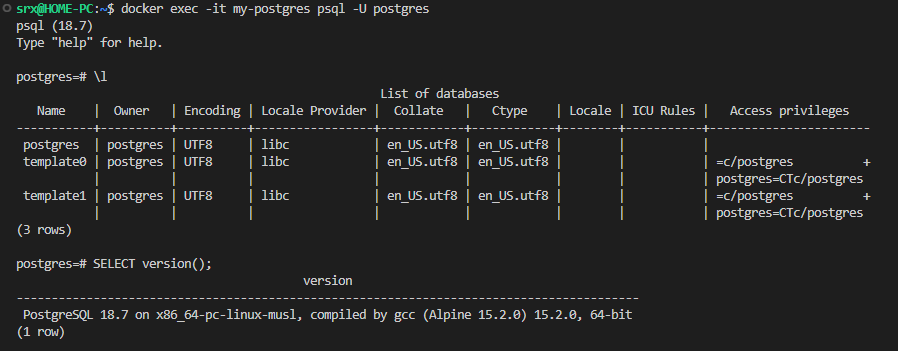 srx@HOME-PC:~$ docker exec -it my-postgres psql -U postgres
psql (18.7)
Type "help" for help.

postgres=# \l
                                                     List of databases
   Name    |  Owner   | Encoding | Locale Provider |  Collate   |   Ctype    | Locale | ICU Rules |   Access privileges
-----------+----------+----------+-----------------+------------+------------+--------+-----------+-----------------------
 postgres  | postgres | UTF8     | libc            | en_US.utf8 | en_US.utf8 |        |           |
 template0 | postgres | UTF8     | libc            | en_US.utf8 | en_US.utf8 |        |           | =c/postgres          +
           |          |          |                 |            |            |        |           | postgres=CTc/postgres
 template1 | postgres | UTF8     | libc            | en_US.utf8 | en_US.utf8 |        |           | =c/postgres          +
           |          |          |                 |            |            |        |           | postgres=CTc/postgres
(3 rows)

postgres=# SELECT version();
                                         version
------------------------------------------------------------------------------------------
 PostgreSQL 18.7 on x86_64-pc-linux-musl, compiled by gcc (Alpine 15.2.0) 15.2.0, 64-bit
(1 row)